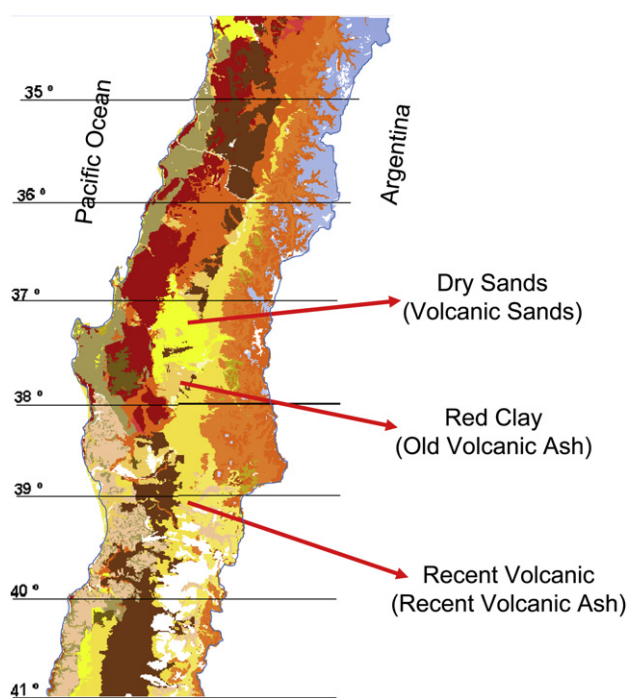 35 º
Pacific Ocean
Argentina
36 º
37 º
Dry Sands
(Volcanic Sands)
38 º
Red Clay
(Old Volcanic Ash)
39 º
Recent Volcanic
(Recent Volcanic Ash)
40 º
41 º